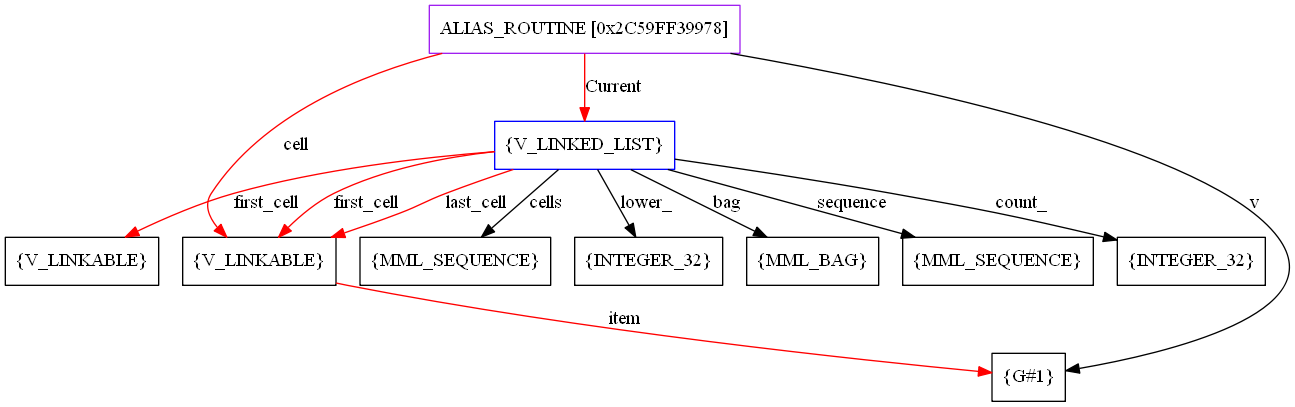 ALIAS_ROUTINE [0x2C59FF39978]
Current
cell
{V_LINKED_LIST}
first_cell
first_cell
last_cell
cells
lower_
bag
sequence
count_
v
{V_LINKABLE}
{V_LINKABLE}
{MML_SEQUENCE}
{INTEGER_32}
{MML_BAG}
{MML_SEQUENCE}
{INTEGER_32}
item
{G#1}